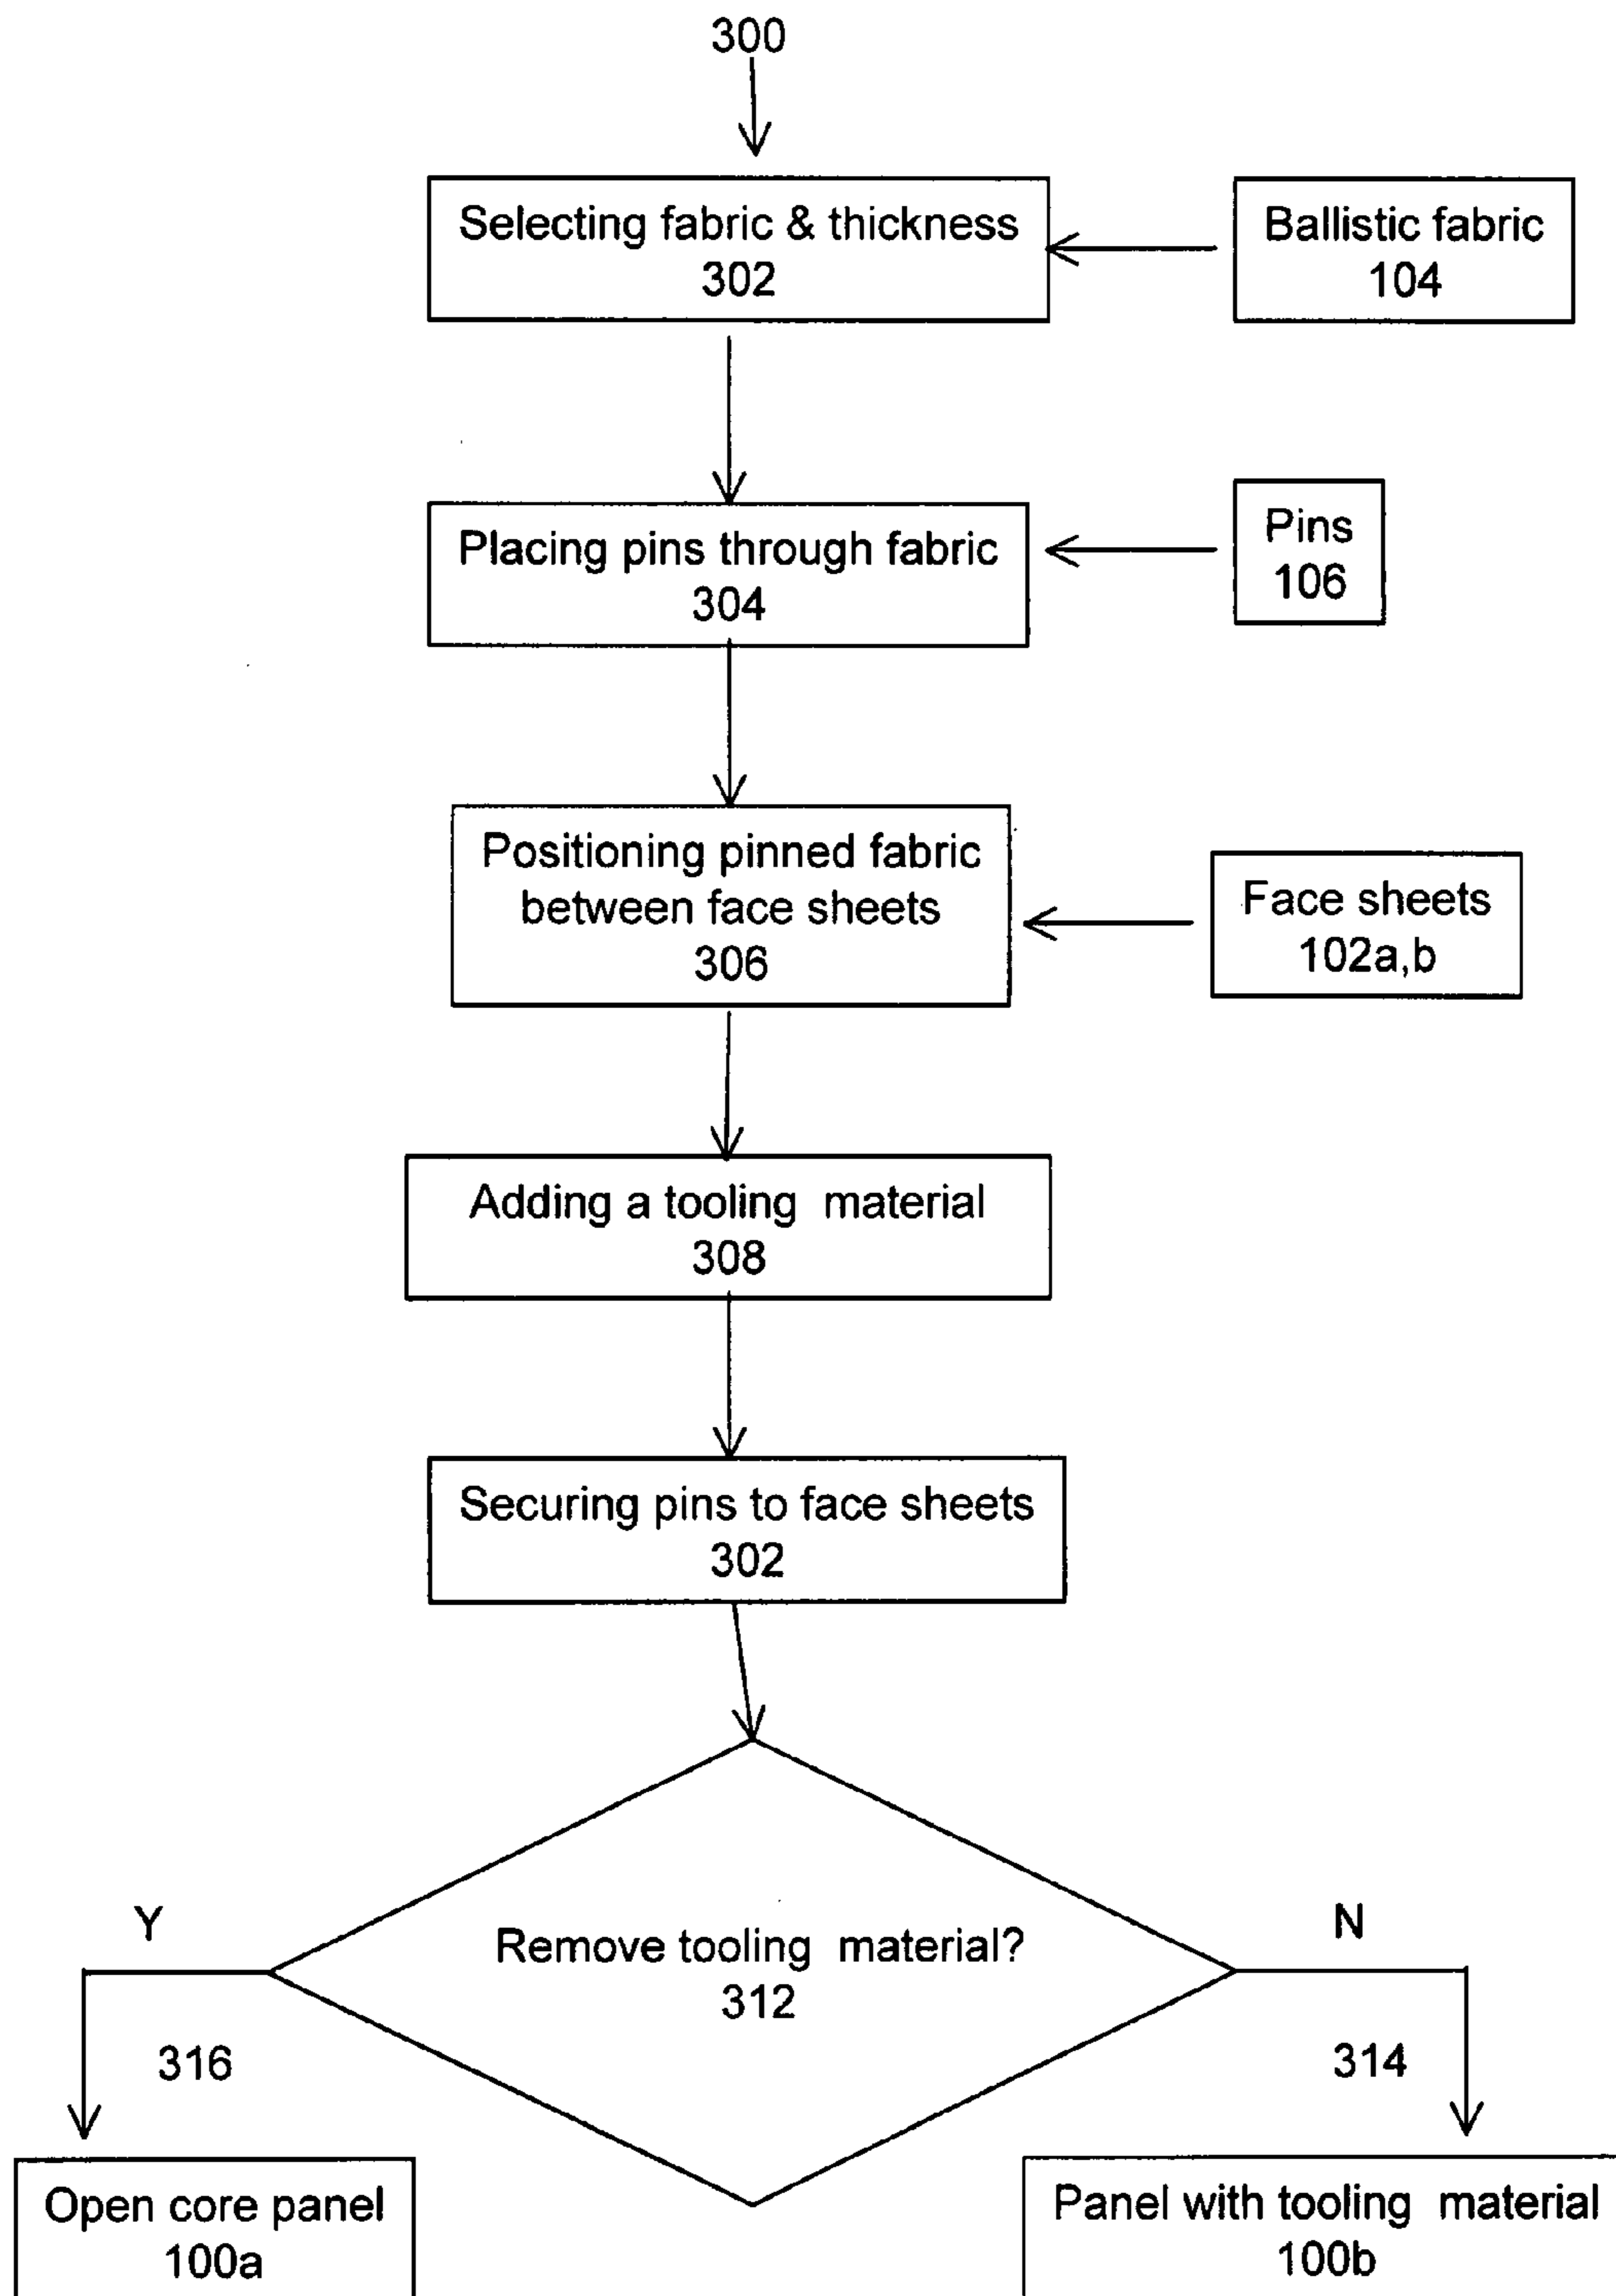 300
Selecting fabric & thickness
302
Ballistic fabric
104
Placing pins through fabric
304
Pins
106
Positioning pinned fabric
between face sheets
306
Face sheets
102a,b
Adding a tooling material
308
Securing pins to face sheets
302
Remove tooling material?
312
Y
N
316
314
Open core panel
100a
Panel with tooling material
100b